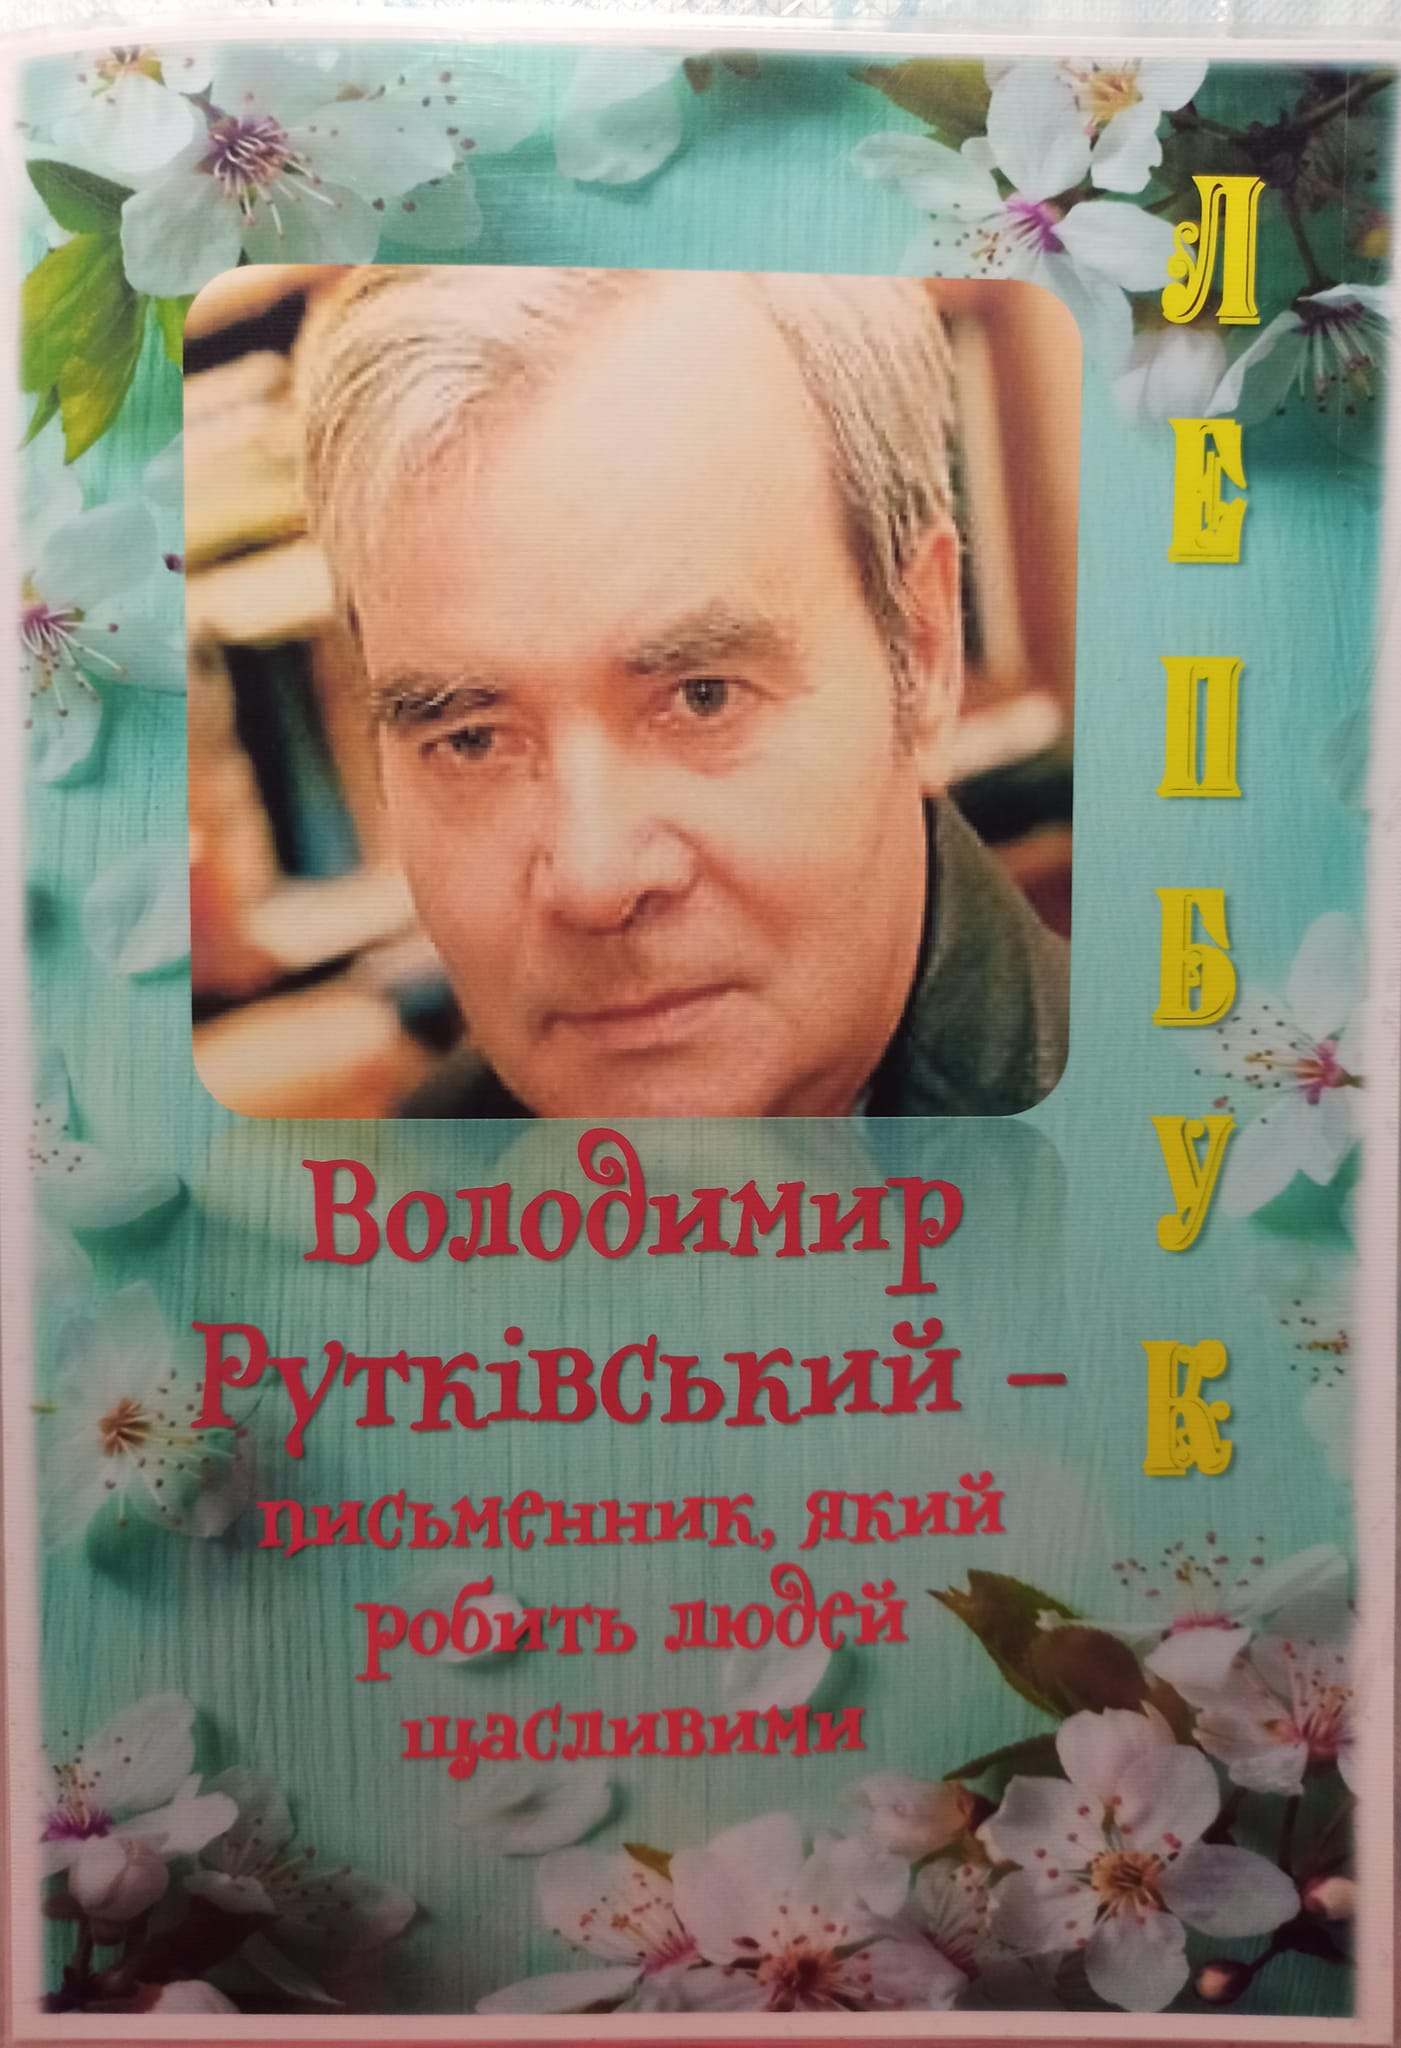 ЛЕПБУК
Володимир
Рутківський –
письменник, який
робить людей
щасливими